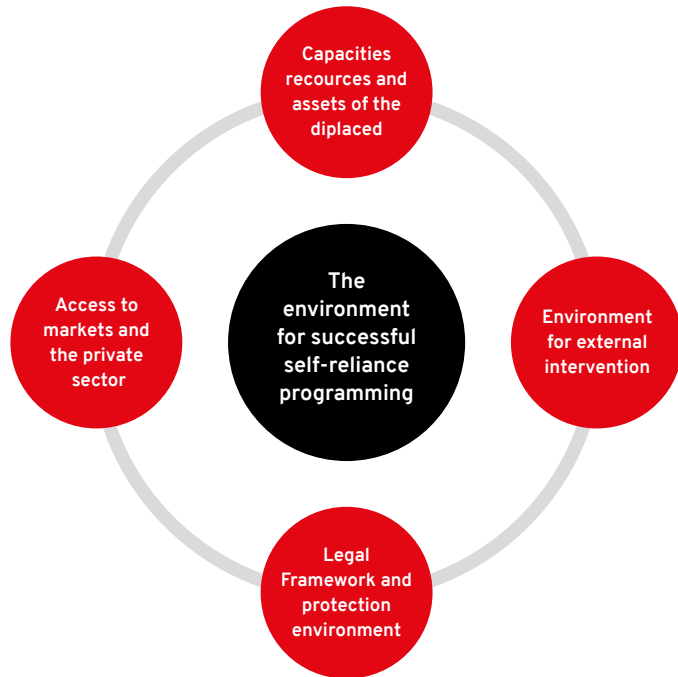 Capacities
recources and
assets of the
diplaced
The
environment
for successful
self-reliance
programming
Access to
markets and
the private
sector
Environment
for external
intervention
Legal
Framework and
protection
environment